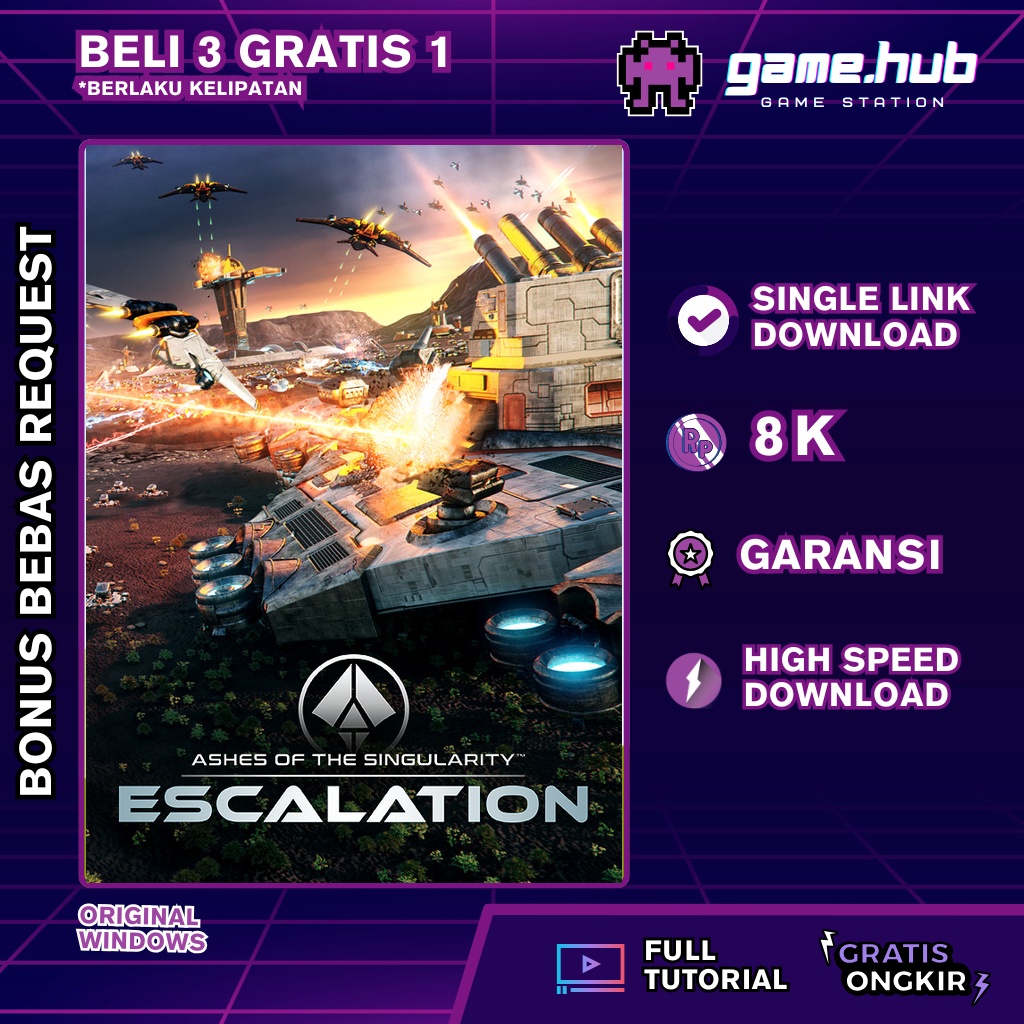 BELI 3 GRATIS 1
*BERLAKU KELIPATAN
game.hub
GAME STATION
BONUS BEBAS REQUEST
SINGLE LINK
DOWNLOAD
RP
8K
GARANSI
HIGH SPEED
DOWNLOAD
ASHES OF THE SINGULARITY™
ESCALATION
ORIGINAL
WINDOWS
FULL
TUTORIAL
GRATIS
ONGKIR